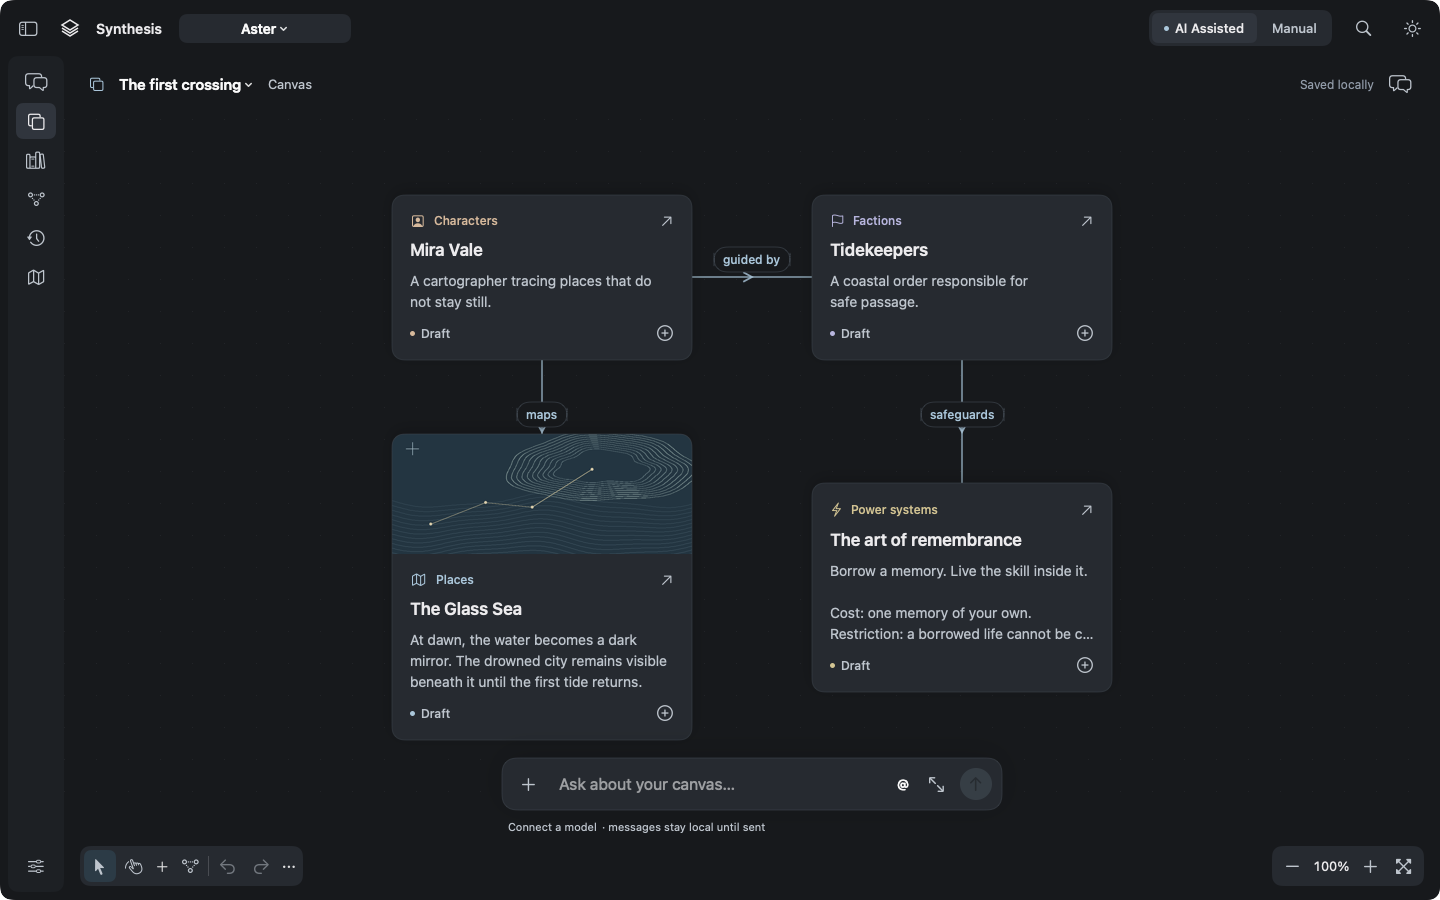 Synthesis
Aster
AI Assisted
Manual
The first crossing
Canvas
Saved locally
Characters
Mira Vale
A cartographer tracing places that do
not stay still.
Draft
guided by
Factions
Tidekeepers
A coastal order responsible for
safe passage.
Draft
maps
safeguards
Places
The Glass Sea
At dawn, the water becomes a dark
mirror. The drowned city remains visible
beneath it until the first tide returns.
Draft
Power systems
The art of remembrance
Borrow a memory. Live the skill inside it.
Cost: one memory of your own.
Restriction: a borrowed life cannot be c...
Draft
Ask about your canvas...
@
Connect a model · messages stay local until sent
100%